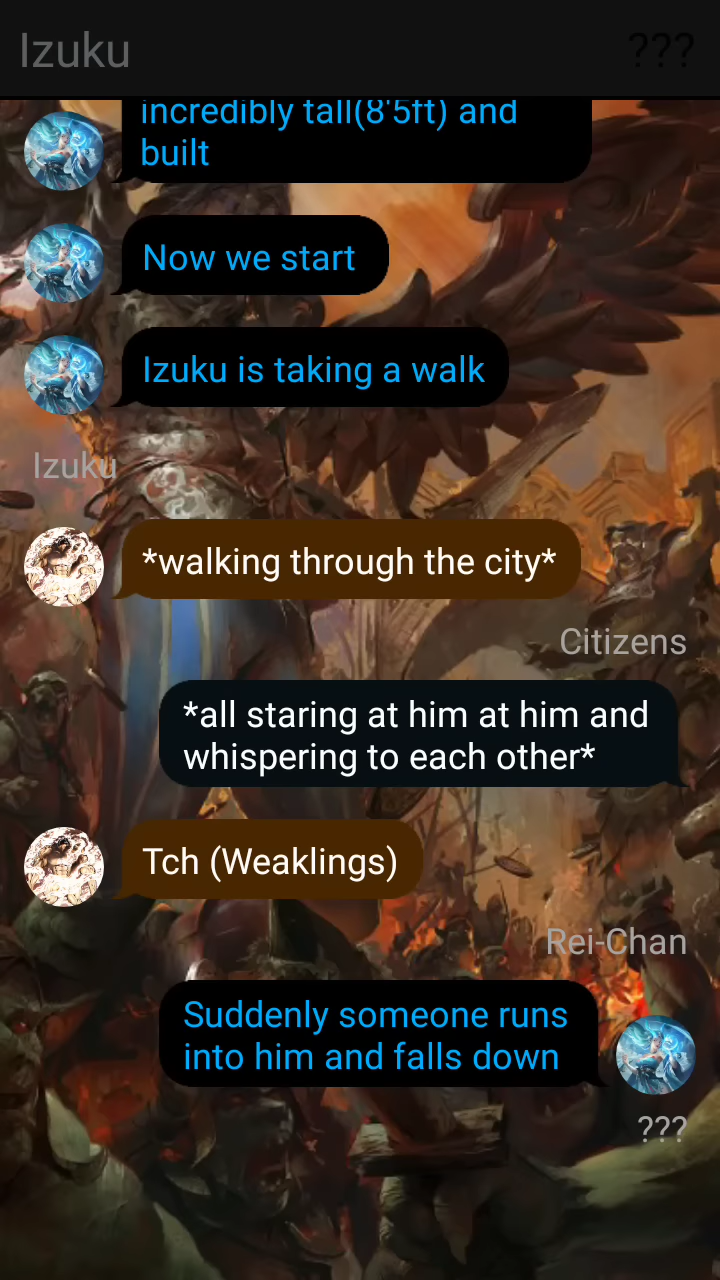 Izuku
???
incredibly tall(8'5ft) and
built
Now we start
Izuku is taking a walk
Izuku
*walking through the city*
Citizens
*all staring at him at him and
whispering to each other*
Tch (Weaklings)
Rei-Chan
Suddenly someone runs
into him and falls down
???